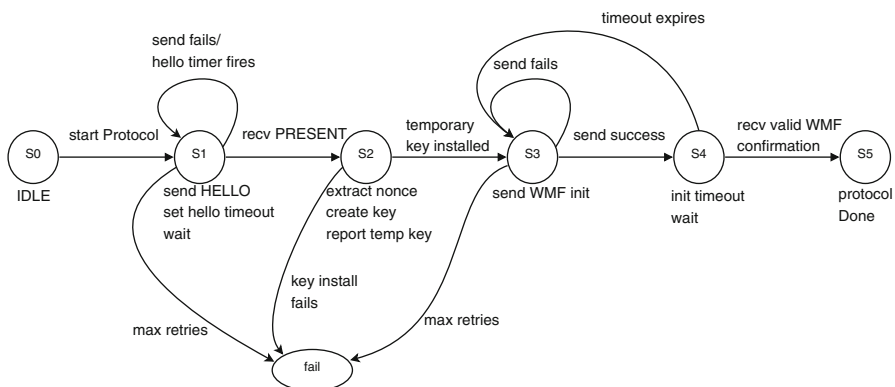 timeout expires
send fails/
hello timer fires
send fails
start Protocol
recv PRESENT
temporary
key installed
send success
recv valid WMF
confirmation
S0
S1
S2
S3
S4
S5
IDLE
send HELLO
set hello timeout
wait
extract nonce
create key
report temp key
send WMF init
init timeout
wait
protocol
Done
key install
fails
max retries
max retries
fail